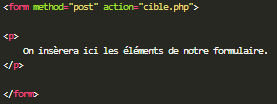 <form method="post" action="cible.php">
<p>
On insèrera ici les éléments de notre formulaire.
</p>
</form>